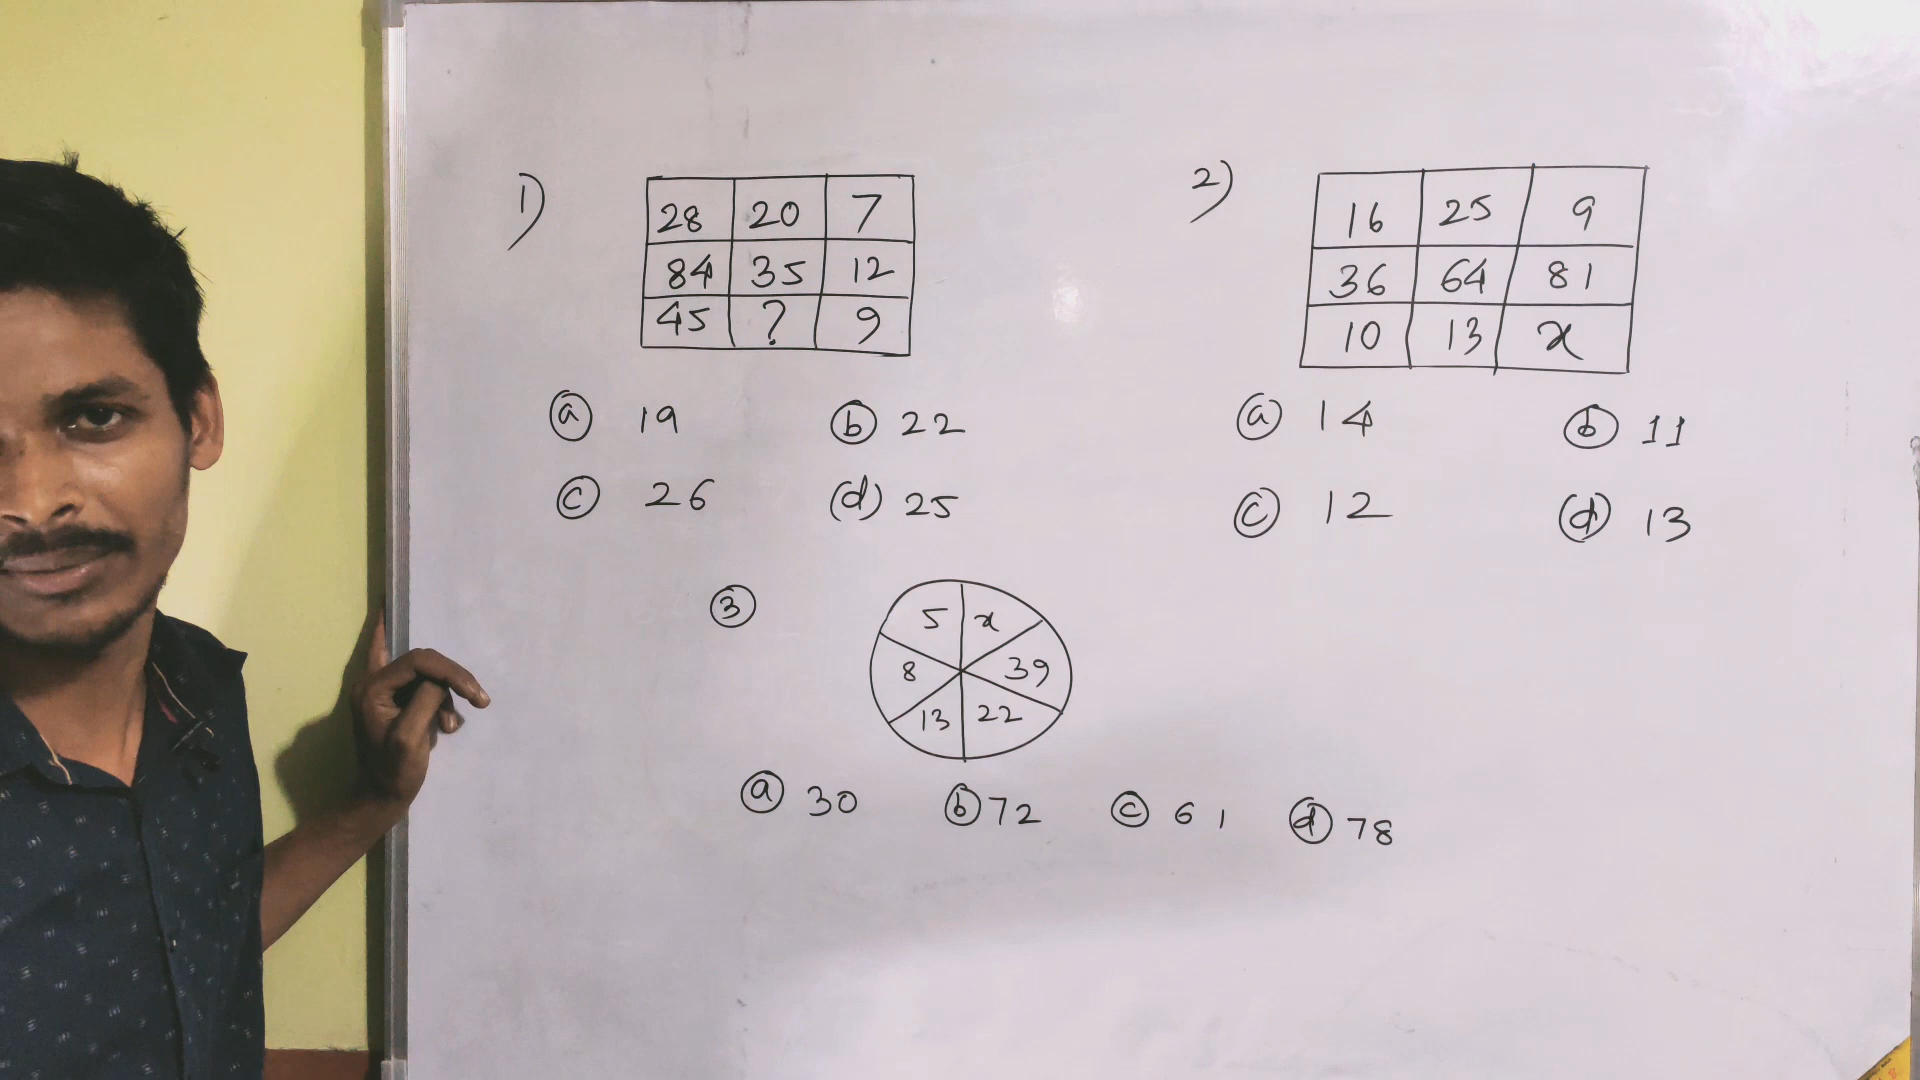 1)
28 20 7
84 35 12
45 ? 9
(a) 19 (b) 22
(c) 26 (d) 25
2)
16 25 9
36 64 81
10 13 x
(a) 14 (b) 11
(c) 12 (d) 13
(3)
5 x
8 39
13 22
(a) 30 (b) 72 (c) 61 (d) 78